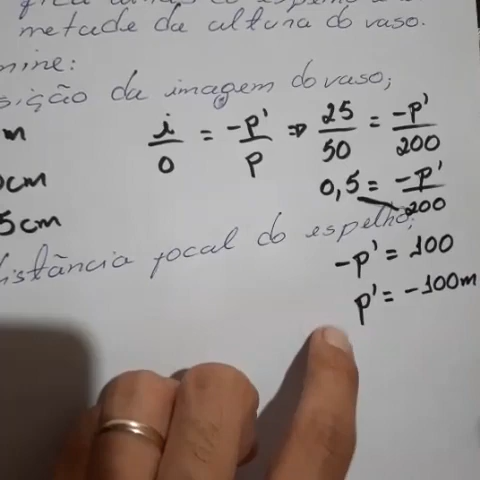 metade da altura do vaso.
mine:
sição da imagem do vaso;
m
i/o = -p'/p ⇒ 25/50 = -p'/200
cm
0,5 = -p'/200
5cm
distância focal do espelho;
-p' = 100
p' = -100m